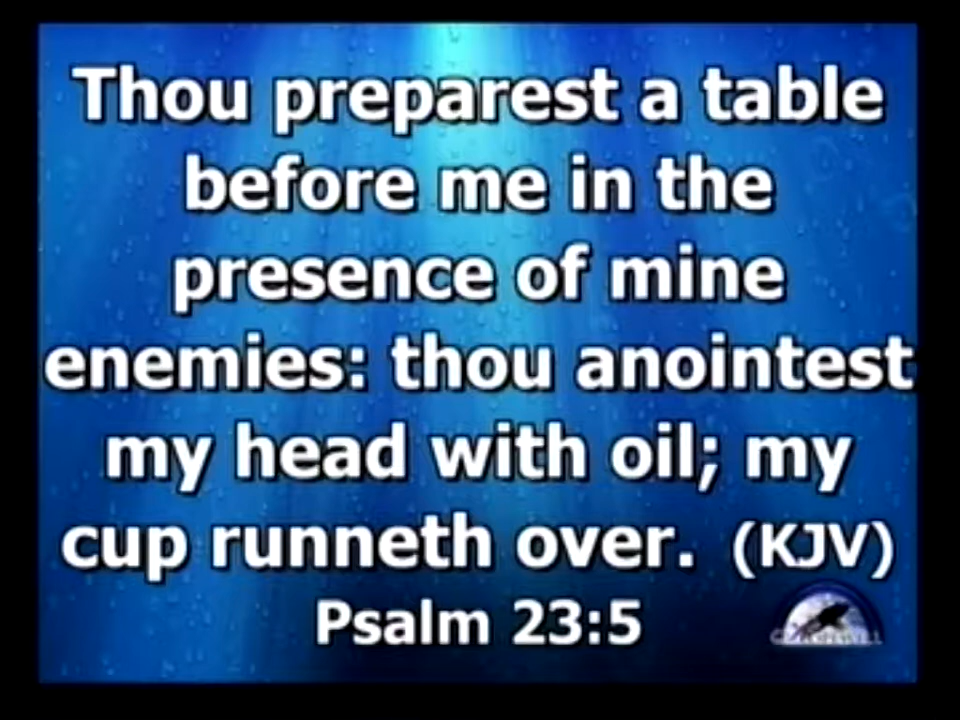 Thou preparest a table
before me in the
presence of mine
enemies: thou anointest
my head with oil; my
cup runneth over. (KJV)
Psalm 23:5